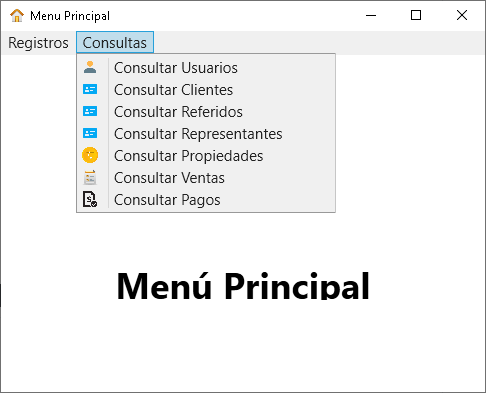 Menu Principal
Registros Consultas
Consultar Usuarios
Consultar Clientes
Consultar Referidos
Consultar Representantes
Consultar Propiedades
Consultar Ventas
Consultar Pagos
Menú Principal